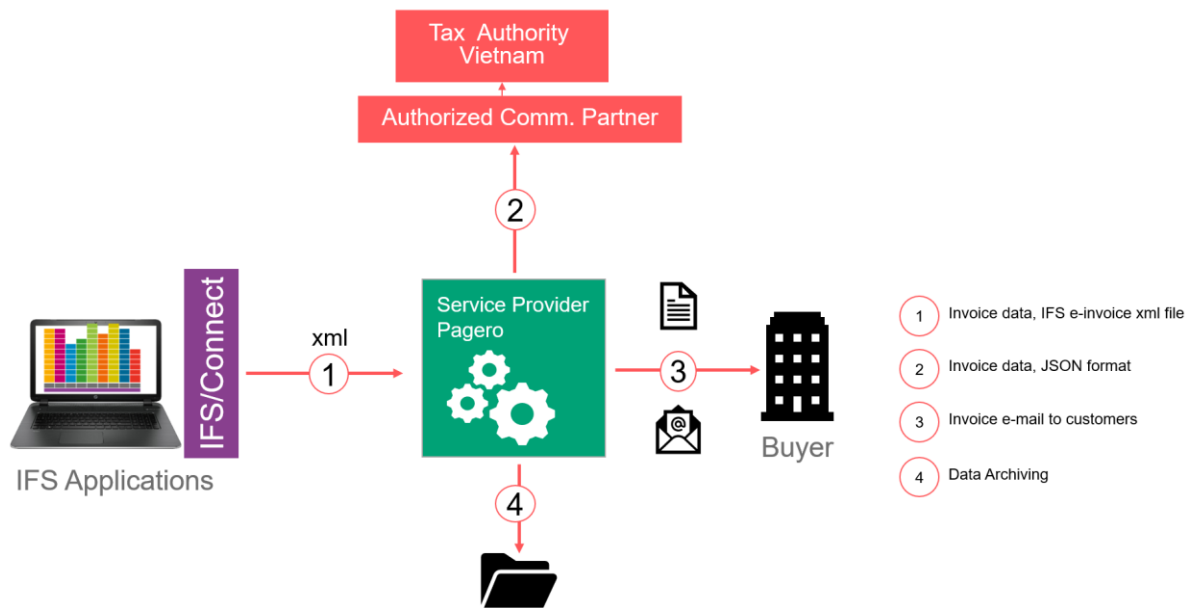 Tax Authority
Vietnam
Authorized Comm. Partner
2
Service Provider
Pagero
IFS/Connect
xml
1
3
Buyer
IFS Applications
4
1 Invoice data, IFS e-invoice xml file
2 Invoice data, JSON format
3 Invoice e-mail to customers
4 Data Archiving